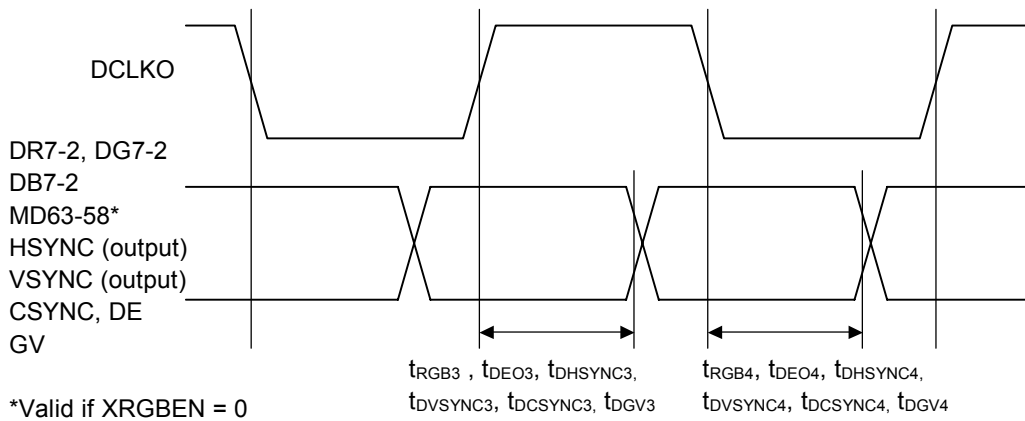 DCLKO
DR7-2, DG7-2
DB7-2
MD63-58*
HSYNC (output)
VSYNC (output)
CSYNC, DE
GV
tRGB3 , tDEO3, tDHSYNC3,
tDVSYNC3, tDCSYNC3, tDGV3
tRGB4, tDEO4, tDHSYNC4,
tDVSYNC4, tDCSYNC4, tDGV4
*Valid if XRGBEN = 0